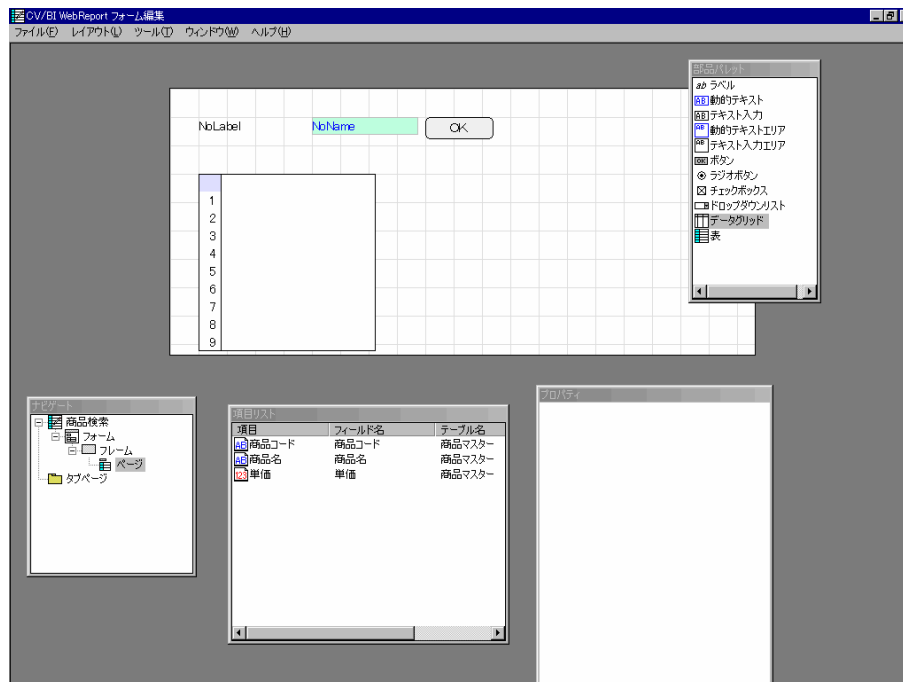 CV/BI WebReport フォーム編集
ファイル(F) レイアウト(L) ツール(T) ウィンドウ(W) ヘルプ(H)
部品パレット
ab ラベル
AB 動的テキスト
AB テキスト入力
AB 動的テキストエリア
AB テキスト入力エリア
OK ボタン
ラジオボタン
チェックボックス
ドロップダウンリスト
データグリッド
表
NoLabel NoName OK
1
2
3
4
5
6
7
8
9
ナビゲート
商品検索
フォーム
フレーム
ページ
タブページ
項目リスト
項目 フィールド名 テーブル名
AB 商品コード 商品コード 商品マスター
AB 商品名 商品名 商品マスター
123 単価 単価 商品マスター
プロパティ